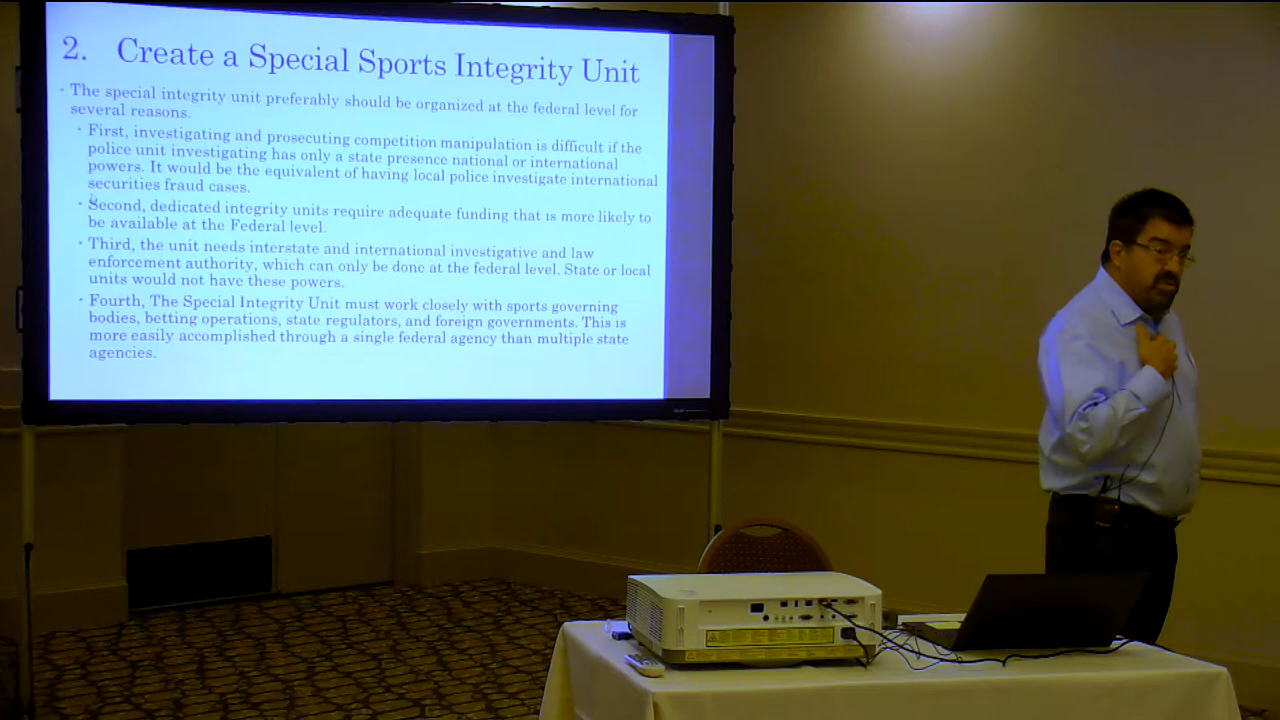 2. Create a Special Sports Integrity Unit
The special integrity unit preferably should be organized at the federal level for
several reasons.
First, investigating and prosecuting competition manipulation is difficult if the
police unit investigating has only a state presence national or international
powers. It would be the equivalent of having local police investigate international
securities fraud cases.
Second, dedicated integrity units require adequate funding that is more likely to
be available at the Federal level.
Third, the unit needs interstate and international investigative and law
enforcement authority, which can only be done at the federal level. State or local
units would not have these powers.
Fourth, The Special Integrity Unit must work closely with sports governing
bodies, betting operations, state regulators, and foreign governments. This is
more easily accomplished through a single federal agency than multiple state
agencies.